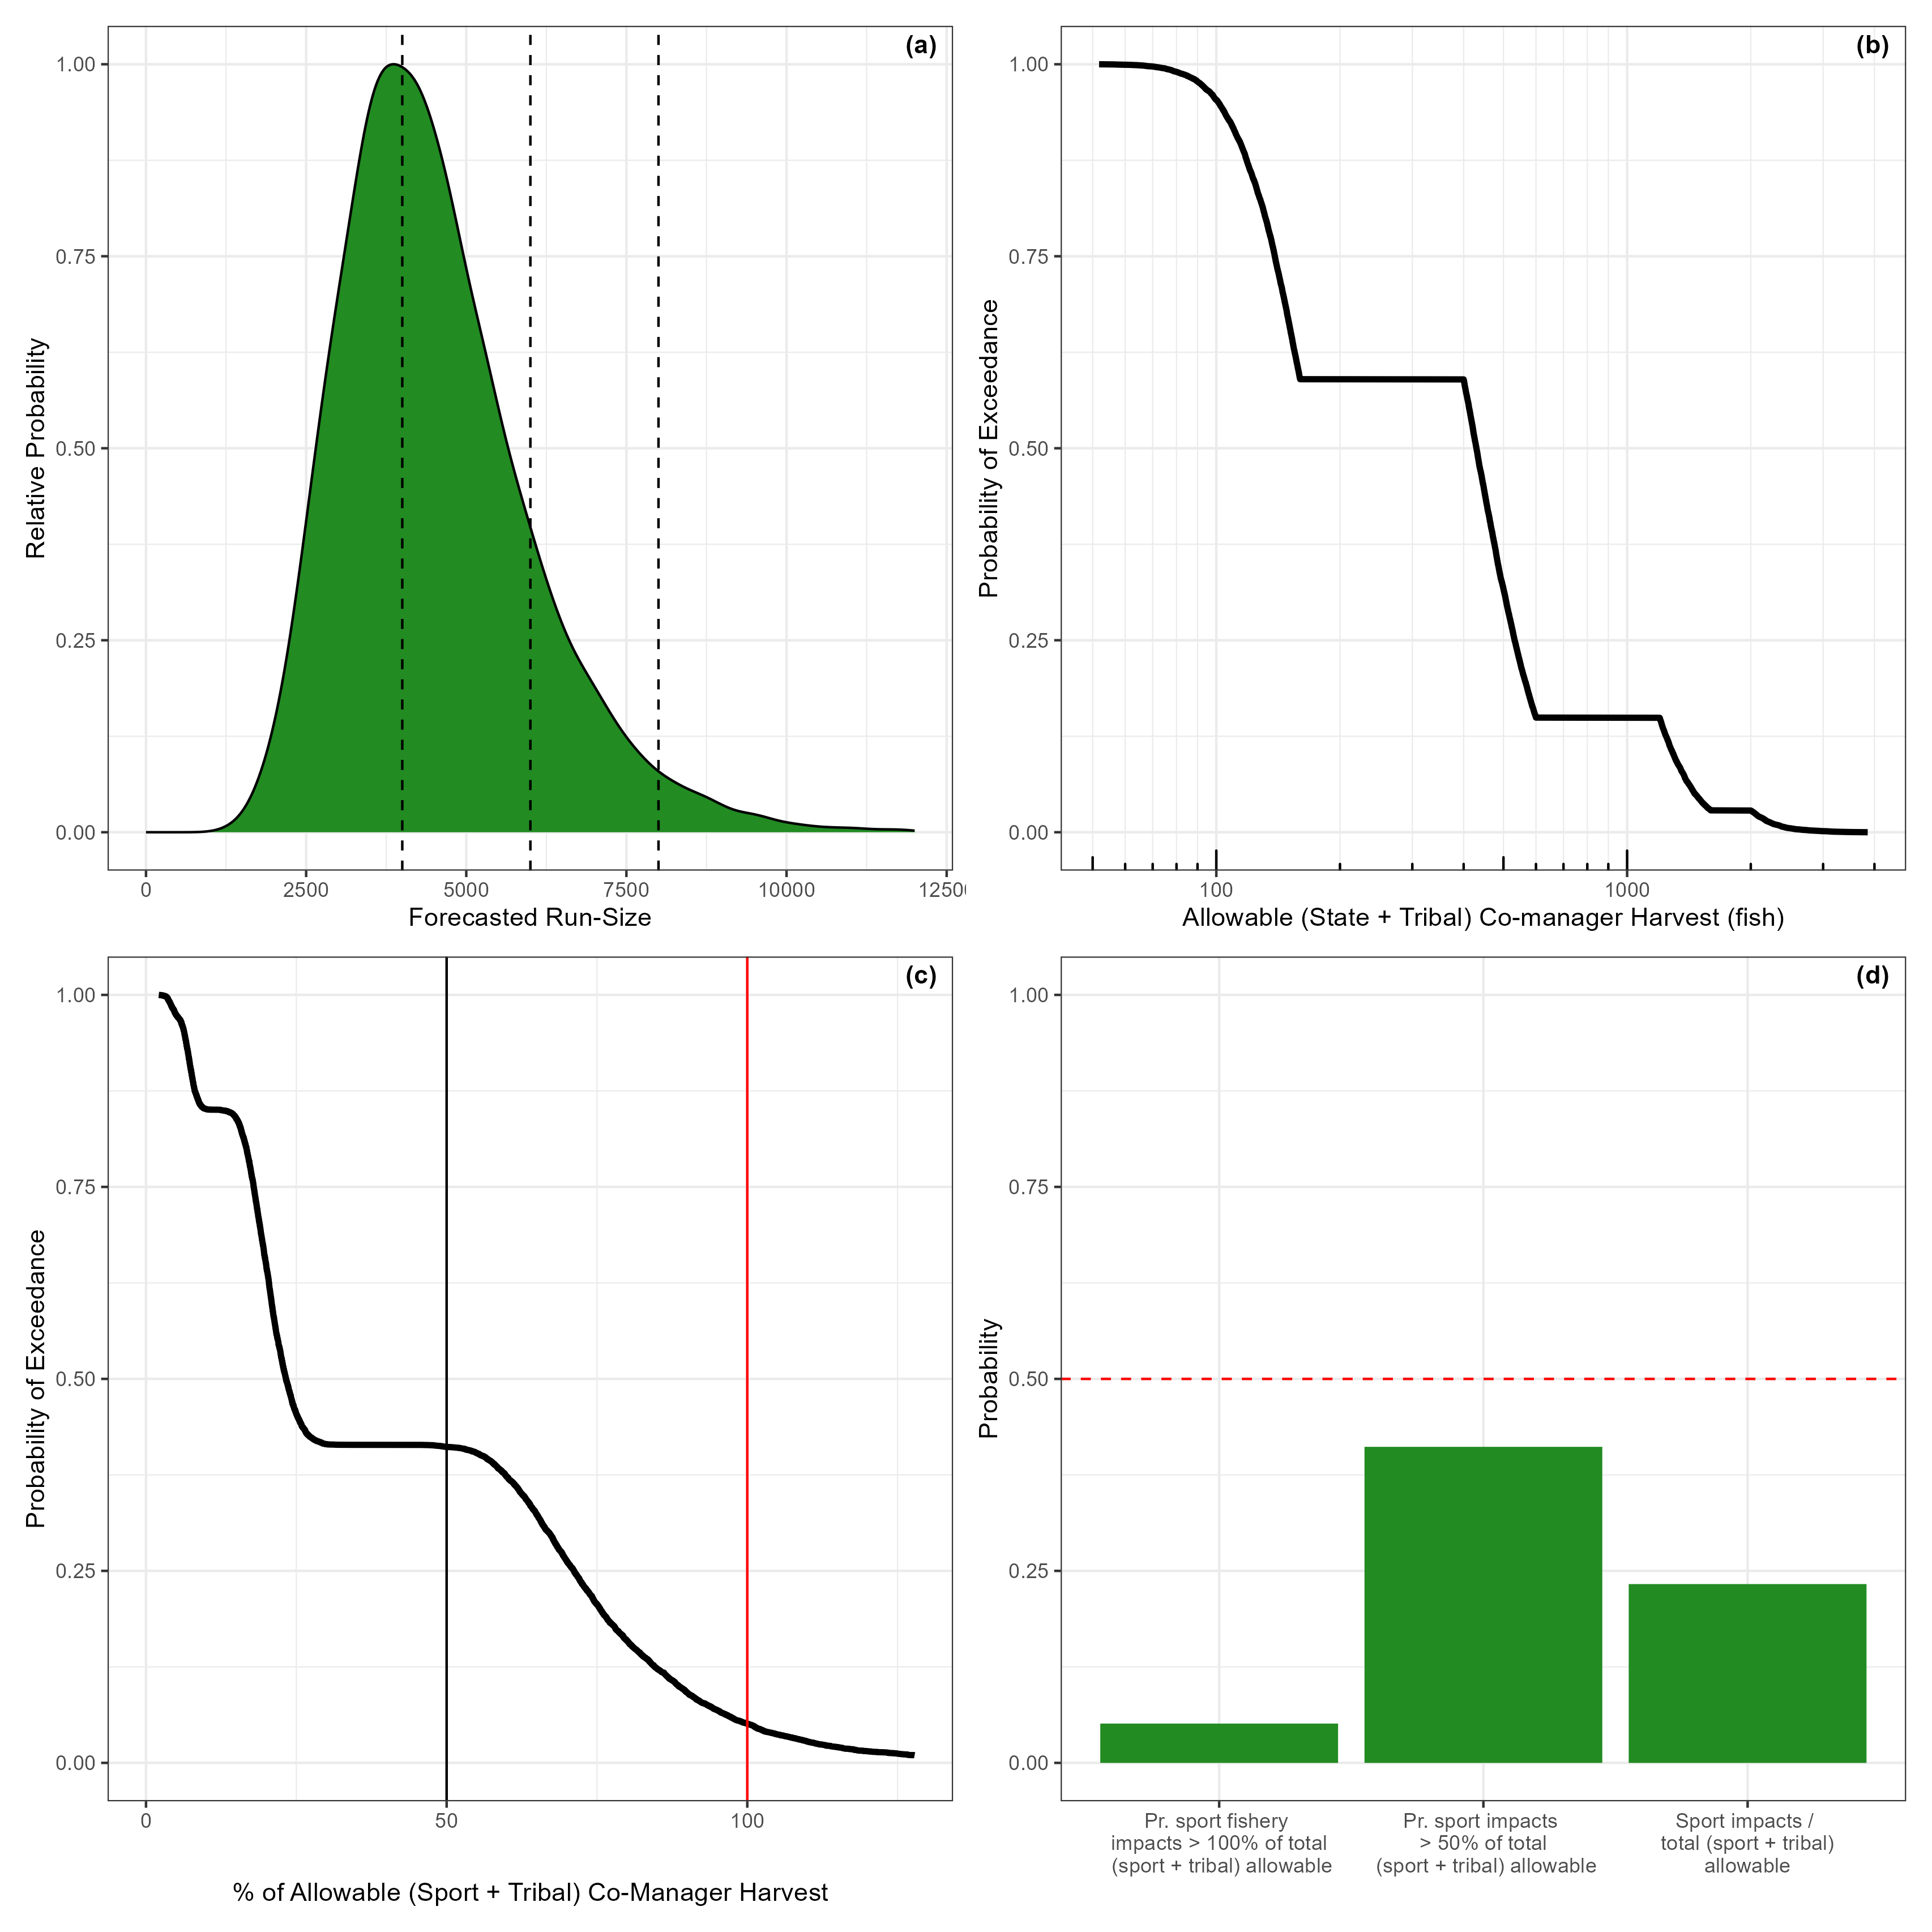 (a)
1.00
0.75
0.50
0.25
0.00
Relative Probability
0
2500
5000
7500
10000
1250
Forecasted Run-Size
(b)
1.00
0.75
0.50
0.25
0.00
Probability of Exceedance
100
1000
Allowable (State + Tribal) Co-manager Harvest (fish)
(c)
1.00
0.75
0.50
0.25
0.00
Probability of Exceedance
0
50
100
% of Allowable (Sport + Tribal) Co-Manager Harvest
(d)
1.00
0.75
0.50
0.25
0.00
Probability
Pr. sport fishery
impacts > 100% of total
(sport + tribal) allowable
Pr. sport impacts
> 50% of total
(sport + tribal) allowable
Sport impacts /
total (sport + tribal)
allowable